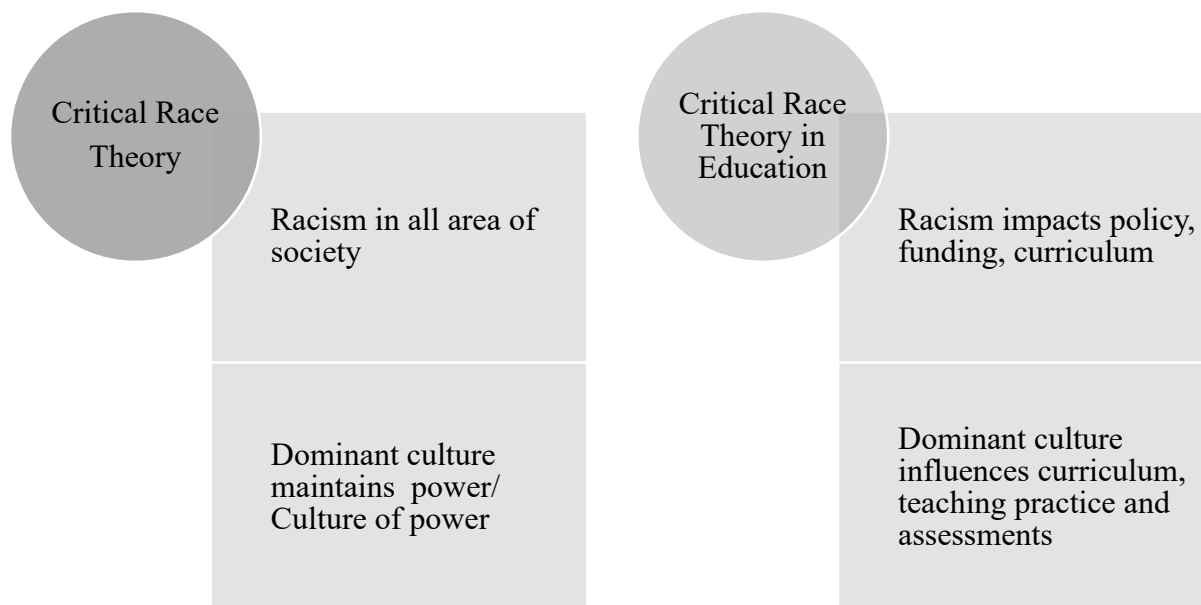 Critical Race
Theory
Racism in all area of
society
Dominant culture
maintains  power/
Culture of power
Critical Race
Theory in
Education
Racism impacts policy,
funding, curriculum
Dominant culture
influences curriculum,
teaching practice and
assessments